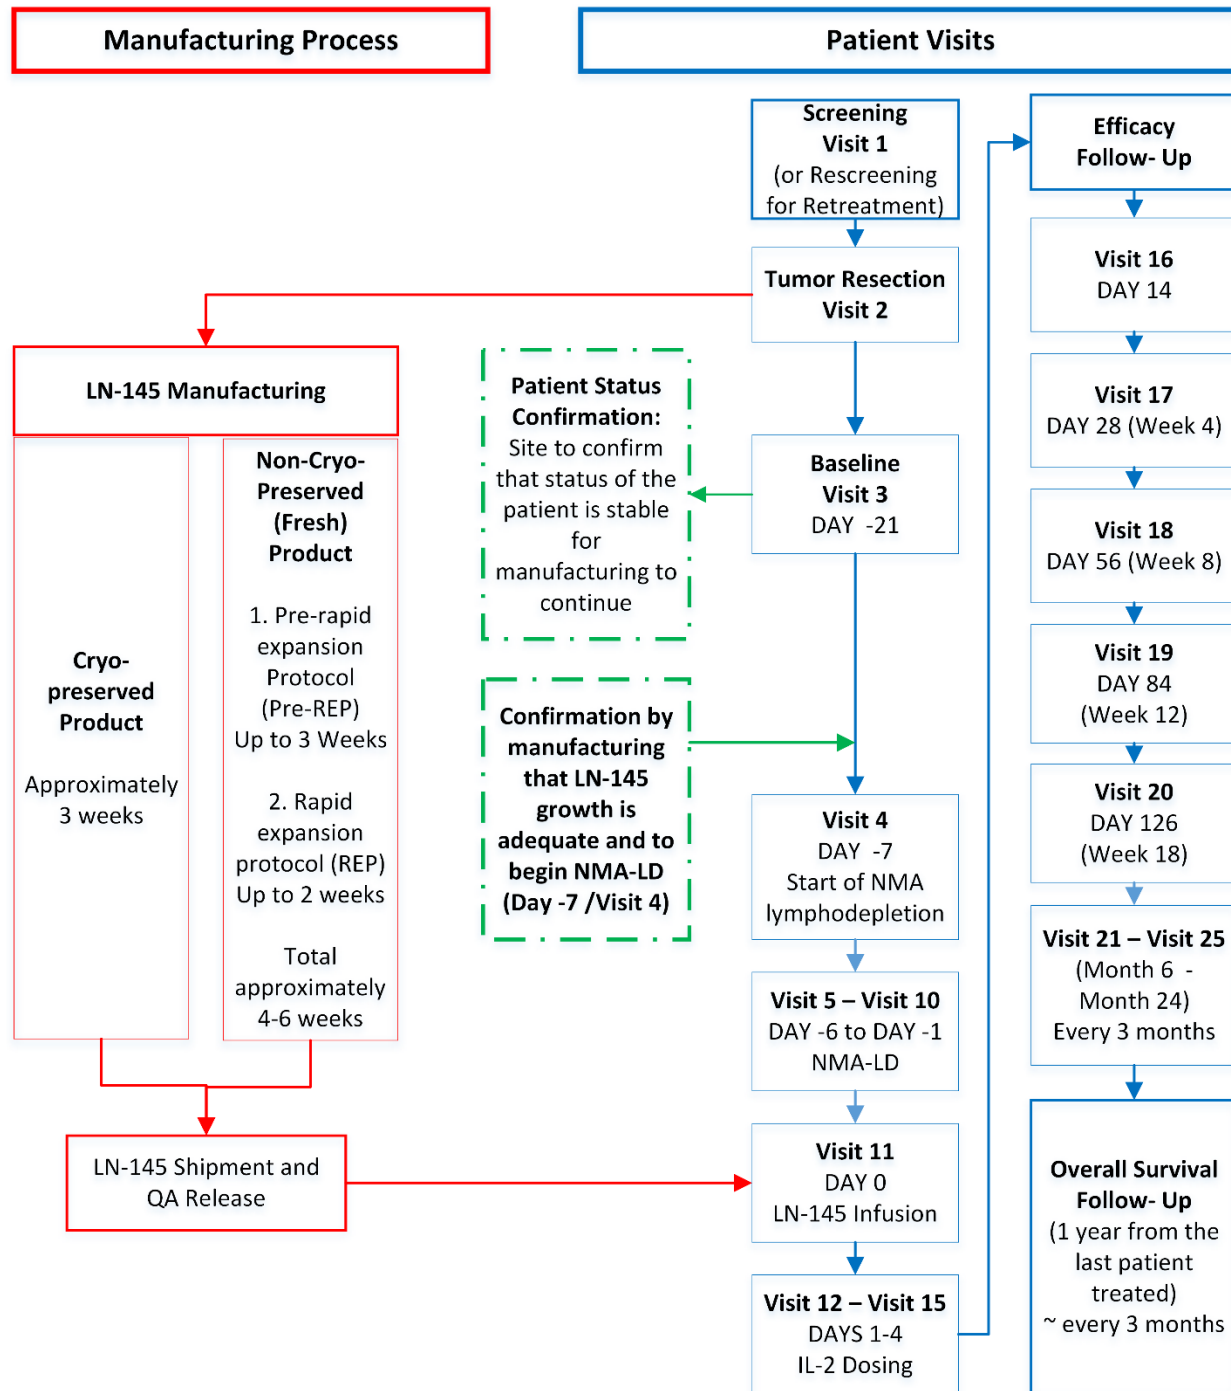 Manufacturing Process
Patient Visits
Screening
Visit 1
(or Rescreening
for Retreatment)
Tumor Resection
Visit 2
LN-145 Manufacturing
Cryo-
preserved
Product
Approximately
3 weeks
Non-Cryo-
Preserved
(Fresh)
Product
1. Pre-rapid
expansion
Protocol
(Pre-REP)
Up to 3 Weeks
2. Rapid
expansion
protocol (REP)
Up to 2 weeks
Total
approximately
4-6 weeks
LN-145 Shipment and
QA Release
Patient Status
Confirmation:
Site to confirm
that status of the
patient is stable
for
manufacturing to
continue
Confirmation by
manufacturing
that LN-145
growth is
adequate and to
begin NMA-LD
(Day -7 /Visit 4)
Baseline
Visit 3
DAY -21
Visit 4
DAY -7
Start of NMA
lymphodepletion
Visit 5 – Visit 10
DAY -6 to DAY -1
NMA-LD
Visit 11
DAY 0
LN-145 Infusion
Visit 12 – Visit 15
DAYS 1-4
IL-2 Dosing
Efficacy
Follow- Up
Visit 16
DAY 14
Visit 17
DAY 28 (Week 4)
Visit 18
DAY 56 (Week 8)
Visit 19
DAY 84
(Week 12)
Visit 20
DAY 126
(Week 18)
Visit 21 – Visit 25
(Month 6 -
Month 24)
Every 3 months
Overall Survival
Follow- Up
(1 year from the
last patient
treated)
~ every 3 months